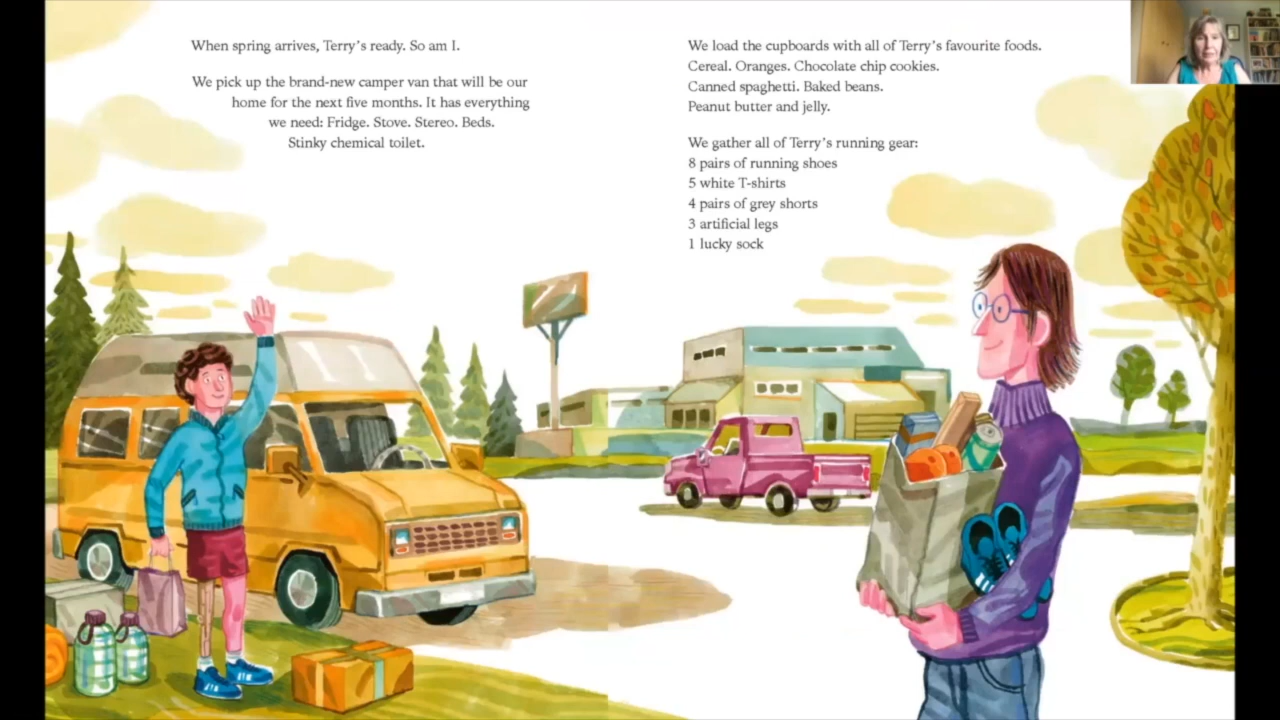 When spring arrives, Terry's ready. So am I.
We pick up the brand-new camper van that will be our
home for the next five months. It has everything
we need: Fridge. Stove. Stereo. Beds.
Stinky chemical toilet.
We load the cupboards with all of Terry's favourite foods.
Cereal. Oranges. Chocolate chip cookies.
Canned spaghetti. Baked beans.
Peanut butter and jelly.
We gather all of Terry's running gear:
8 pairs of running shoes
5 white T-shirts
4 pairs of grey shorts
3 artificial legs
1 lucky sock